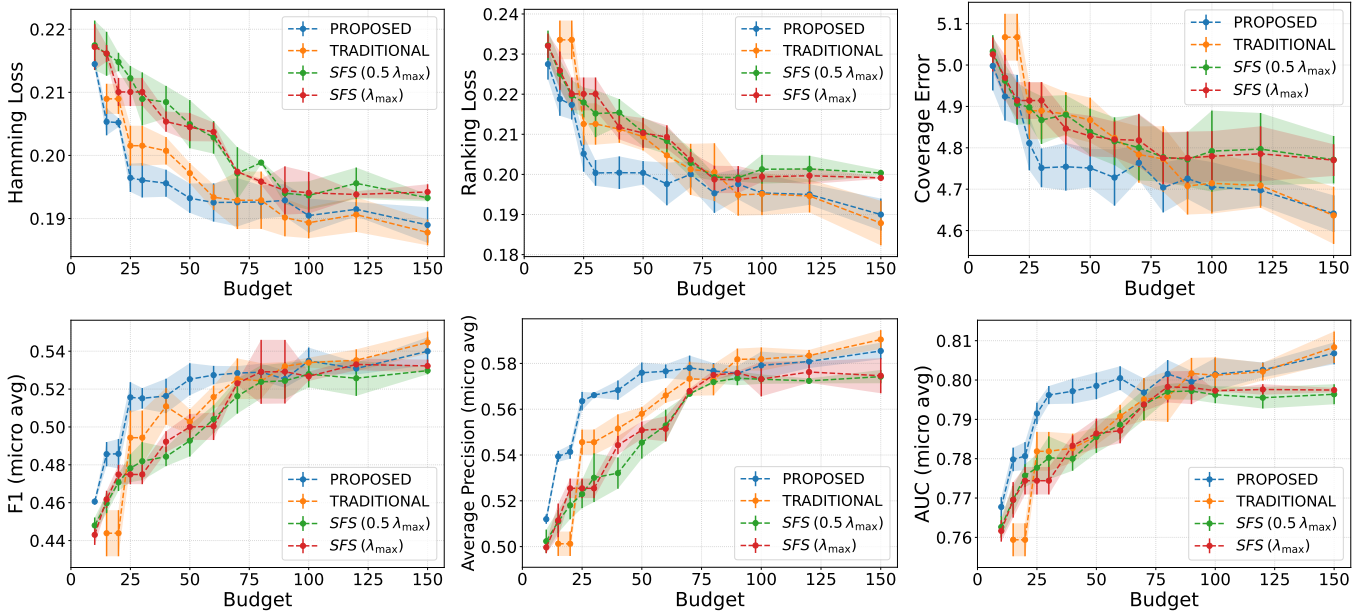 Hamming Loss
0.22
0.21
0.20
0.19
0 25 50 75 100 125 150
Budget
PROPOSED
TRADITIONAL
SFS (0.5 λmax)
SFS (λmax)
Ranking Loss
0.24
0.23
0.22
0.21
0.20
0.19
0.18
0 25 50 75 100 125 150
Budget
PROPOSED
TRADITIONAL
SFS (0.5 λmax)
SFS (λmax)
Coverage Error
5.1
5.0
4.9
4.8
4.7
4.6
0 25 50 75 100 125 150
Budget
PROPOSED
TRADITIONAL
SFS (0.5 λmax)
SFS (λmax)
F1 (micro avg)
0.54
0.52
0.50
0.48
0.46
0.44
0 25 50 75 100 125 150
Budget
PROPOSED
TRADITIONAL
SFS (0.5 λmax)
SFS (λmax)
Average Precision (micro avg)
0.58
0.56
0.54
0.52
0.50
0 25 50 75 100 125 150
Budget
PROPOSED
TRADITIONAL
SFS (0.5 λmax)
SFS (λmax)
AUC (micro avg)
0.81
0.80
0.79
0.78
0.77
0.76
0 25 50 75 100 125 150
Budget
PROPOSED
TRADITIONAL
SFS (0.5 λmax)
SFS (λmax)